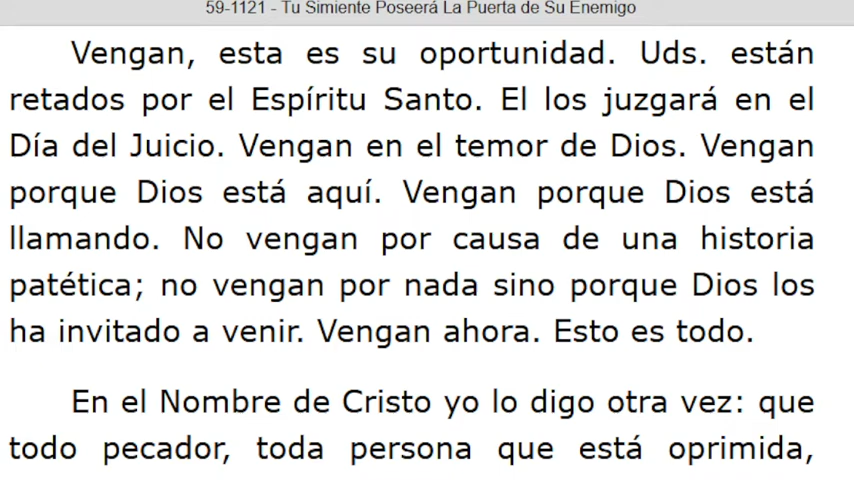 59-1121 - Tu Simiente Poseerá La Puerta de Su Enemigo
Vengan, esta es su oportunidad. Uds. están
retados por el Espíritu Santo. El los juzgará en el
Día del Juicio. Vengan en el temor de Dios. Vengan
porque Dios está aquí. Vengan porque Dios está
llamando. No vengan por causa de una historia
patética; no vengan por nada sino porque Dios los
ha invitado a venir. Vengan ahora. Esto es todo.
En el Nombre de Cristo yo lo digo otra vez: que
todo pecador, toda persona que está oprimida,